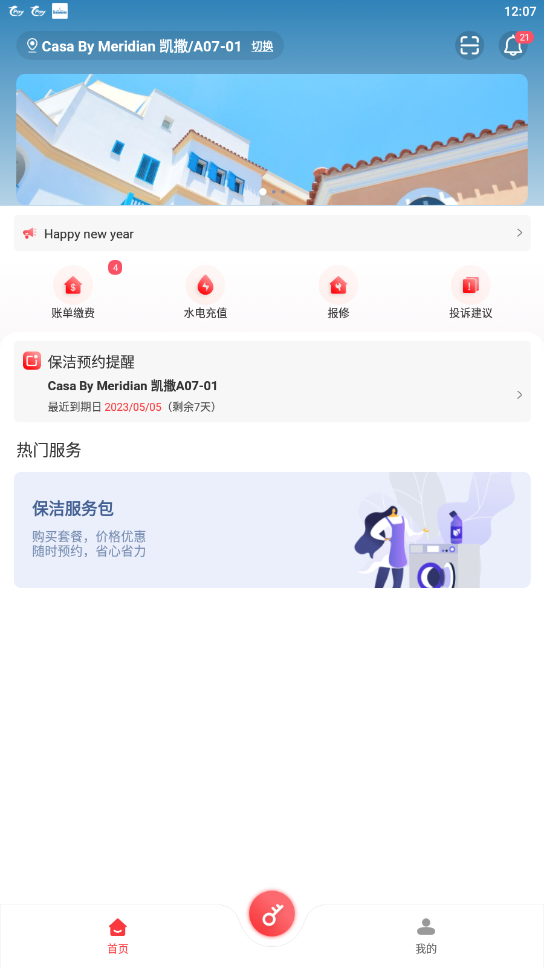 12:07
Casa By Meridian 凯撒/A07-01 切换
21
Happy new year
4
账单缴费
水电充值
报修
投诉建议
保洁预约提醒
Casa By Meridian 凯撒A07-01
最近到期日 2023/05/05（剩余7天）
热门服务
保洁服务包
购买套餐，价格优惠
随时预约，省心省力
首页
我的